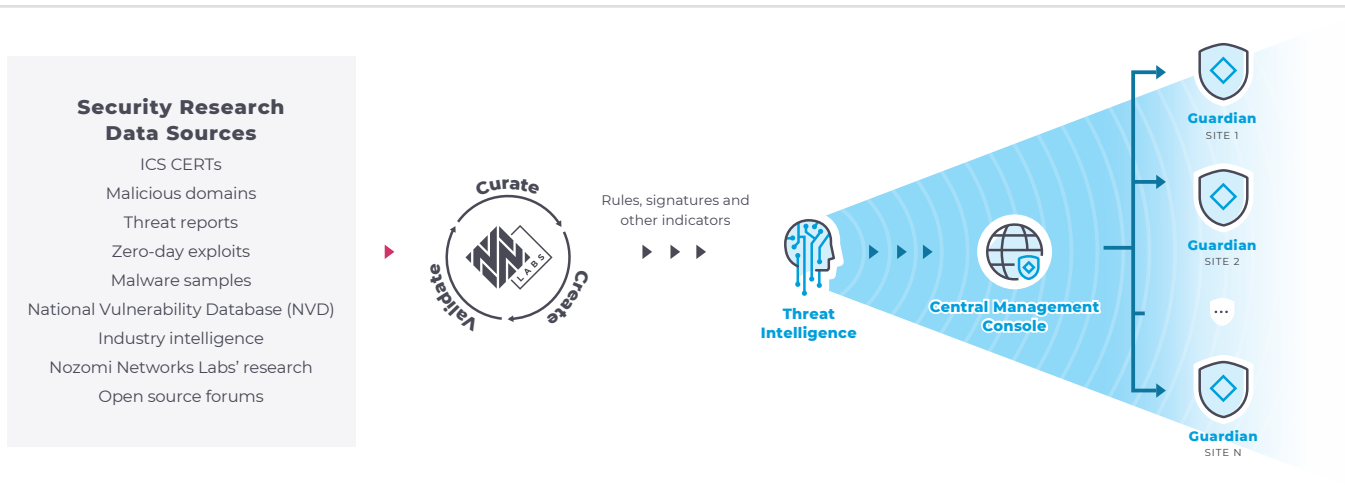 Security Research
Data Sources
ICS CERTs
Malicious domains
Threat reports
Zero-day exploits
Malware samples
National Vulnerability Database (NVD)
Industry intelligence
Nozomi Networks Labs’ research
Open source forums
Curate
Create
Validate
LABS
Rules, signatures and
other indicators
Threat
Intelligence
Central Management
Console
Guardian
SITE 1
Guardian
SITE 2
...
Guardian
SITE N